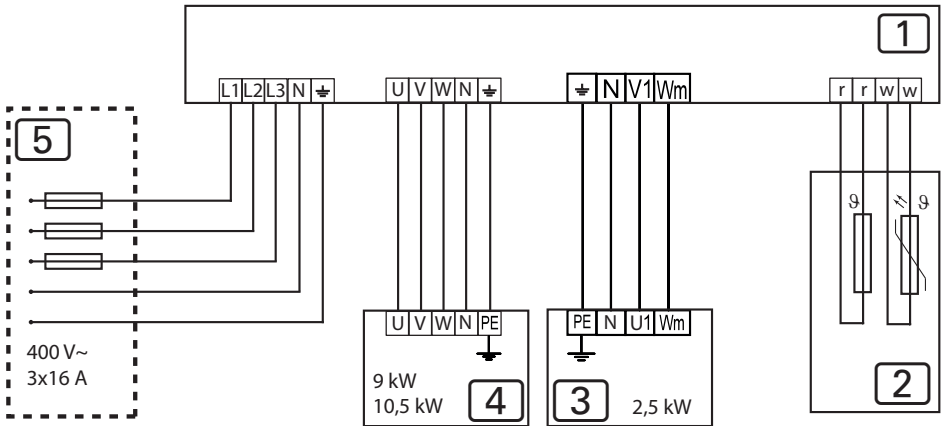 1
L1 L2 L3 N ⏚
U V W N ⏚
⏚ N V1 Wm
r r w w
5
ϑ ϑ
U V W N PE
PE N U1 Wm
400 V~
3x16 A
9 kW
10,5 kW
4
3
2,5 kW
2